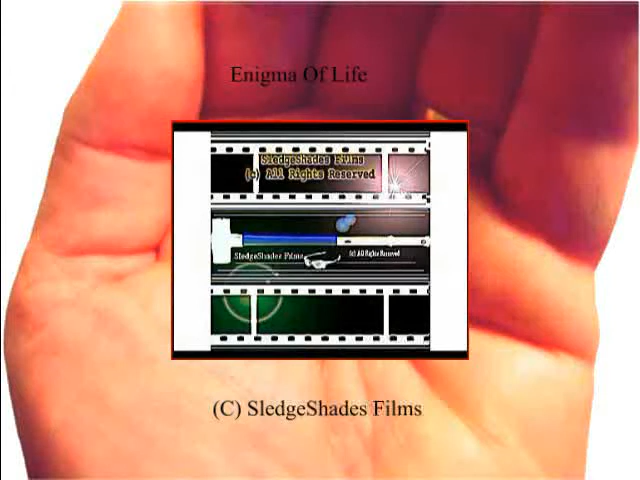 Enigma Of Life
SledgeShades Films
(c) All Rights Reserved
SledgeShades Films
(c) All Rights Reserved
(C) SledgeShades Films